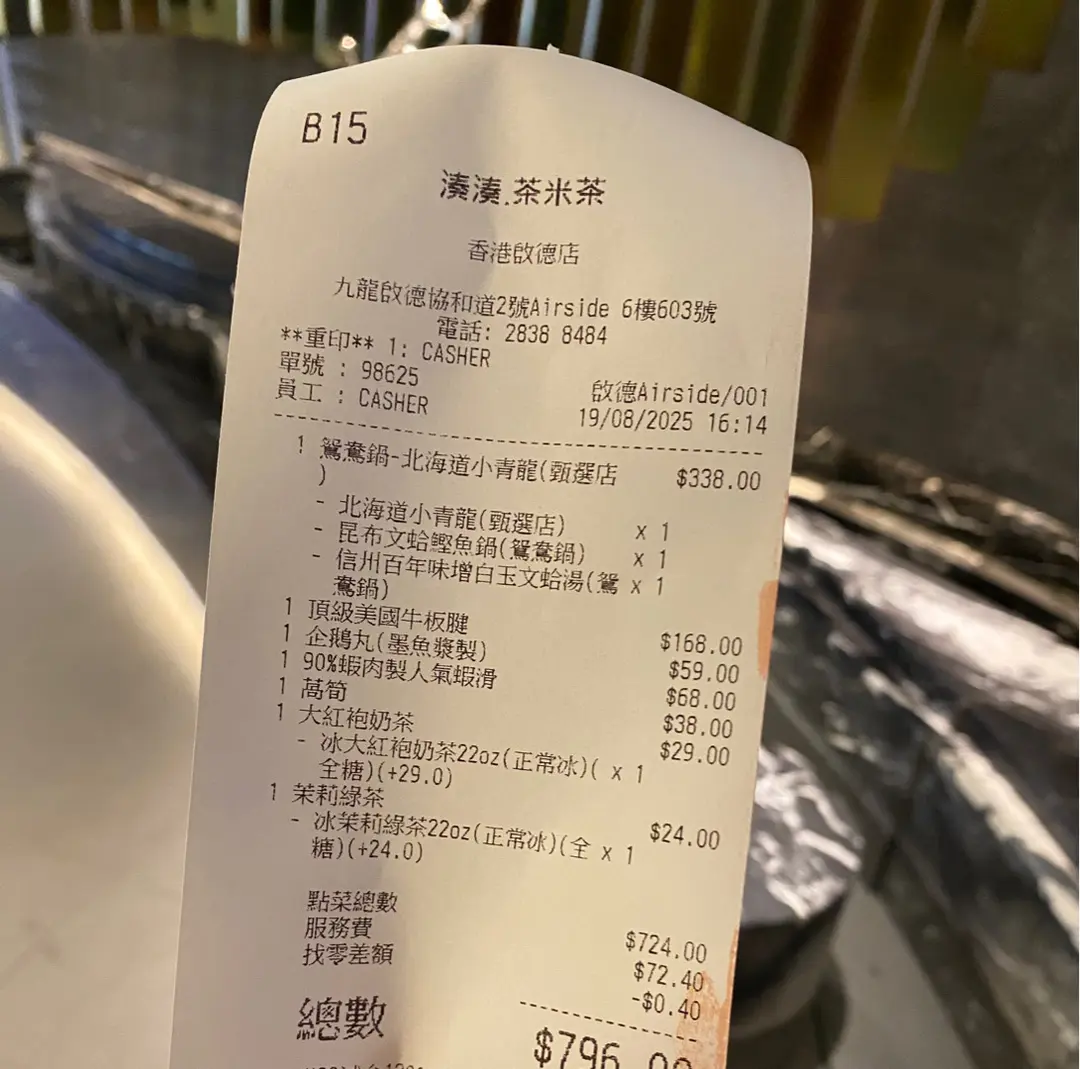 B15
湊湊.茶米茶
香港啟德店
九龍啟德協和道2號Airside 6樓603號
電話: 2838 8484
**重印** 1: CASHER
單號 : 98625 啟德Airside/001
員工 : CASHER 19/08/2025 16:14
1 鴛鴦鍋-北海道小青龍(甄選店 $338.00
)
- 北海道小青龍(甄選店) x 1
- 昆布文蛤鰹魚鍋(鴛鴦鍋) x 1
- 信州百年味增白玉文蛤湯(鴛 x 1
鴦鍋)
1 頂級美國牛板腱 $168.00
1 企鵝丸(墨魚漿製) $59.00
1 90%蝦肉製人氣蝦滑 $68.00
1 萵筍 $38.00
1 大紅袍奶茶 $29.00
- 冰大紅袍奶茶22oz(正常冰)( x 1
全糖)(+29.0)
1 茉莉綠茶 $24.00
- 冰茉莉綠茶22oz(正常冰)(全 x 1
糖)(+24.0)
點菜總數 $724.00
服務費 $72.40
找零差額 -$0.40
總數 $796.00